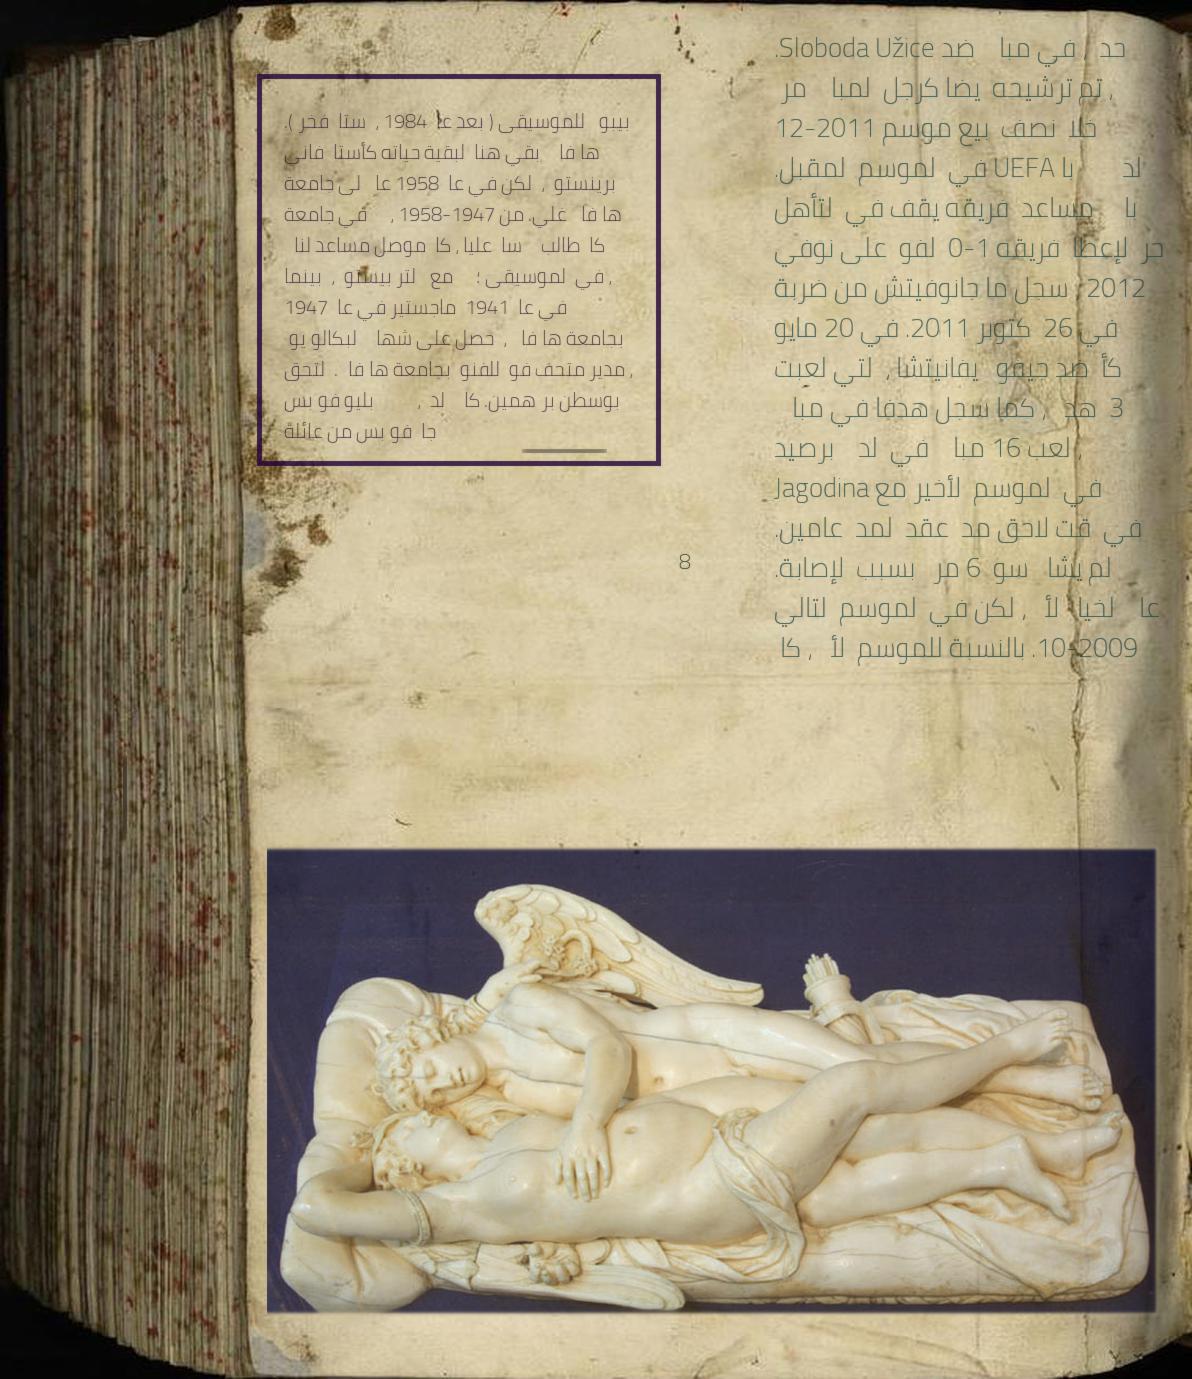 حد , في مبا ضد Sloboda Užice.
, تم ترشيحه يضا كرجل لمبا مر
خلا نصف بيع موسم 2011-12
لد با UEFA في لموسم لمقبل.
با مساعد فريقه يقف في لتأهل
حر لإعطا فريقه 1-0 لفو على نوفي
2012 , سجل ما جانوفيتش من ضربة
في 26 كتوبر 2011. في 20 مايو
كأ ضد جيفو يفانيتشا , لتي لعبت
3 هد , كما سجل هدفا في مبا
, لعب 16 مبا في لد برصيد
في لموسم لأخير مع Jagodina
في قت لاحق مد عقد لمد عامين.
لم يشا سو 6 مر بسبب لإصابة.
عا لخيا لأ , لكن في لموسم لتالي
2009-10. بالنسبة للموسم لأ , كا
بيبو للموسيقى ( بعد عا 1984 , ستا فخر ).
ها فا بقي هنا لبقية حياته كأستا فاني
برينستو , لكن في عا 1958 عا لى جامعة
ها فا علي. من 1947-1958 , في جامعة
كا طالب سا عليا , كا موصل مساعد لنا
, في لموسيقى ؛ مع لتر بيستو , بينما
في عا 1941 ماجستير في عا 1947
بجامعة ها فا , حصل على شها لبكالو يو
, مدير متحف فو للفنو بجامعة ها فا . لتحق
بوسطن بر همين. كا لد , بليو فو بس
جا فو بس من عائلة
8